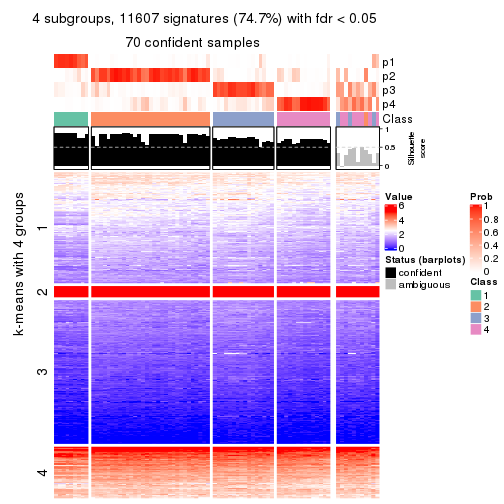 4 subgroups, 11607 signatures (74.7%) with fdr < 0.05
70 confident samples
p1
p2
p3
p4
Class
1
0.5
0
Silhouette
score
k-means with 4 groups
1
2
3
4
Value
6
4
2
0
Status (barplots)
confident
ambiguous
Prob
1
0.8
0.6
0.4
0.2
0
Class
1
2
3
4